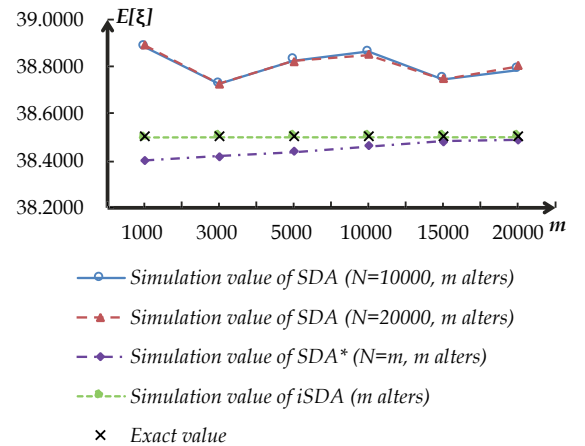 E[ξ]
39.0000
38.8000
38.6000
38.4000
38.2000
1000 3000 5000 10000 15000 20000 m
Simulation value of SDA (N=10000, m alters)
Simulation value of SDA (N=20000, m alters)
Simulation value of SDA* (N=m, m alters)
Simulation value of iSDA (m alters)
Exact value